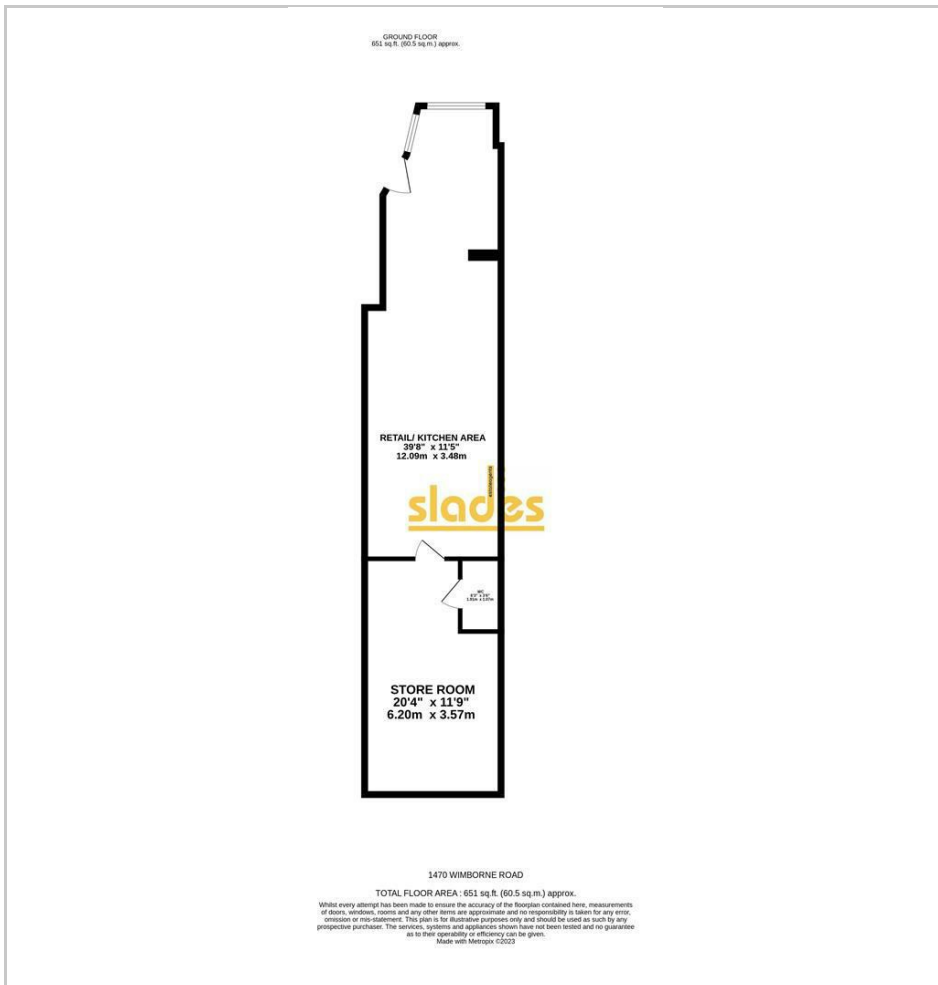 GROUND FLOOR
651 sq.ft. (60.5 sq.m.) approx.
RETAIL/ KITCHEN AREA
39'8" x 11'5"
12.09m x 3.48m
slades
WC
STORE ROOM
20'4" x 11'9"
6.20m x 3.57m
1470 WIMBORNE ROAD
TOTAL FLOOR AREA : 651 sq.ft. (60.5 sq.m.) approx.
Whilst every attempt has been made to ensure the accuracy of the floorplan contained here, measurements
of doors, windows, rooms and any other items are approximate and no responsibility is taken for any error,
omission or mis-statement. This plan is for illustrative purposes only and should be used as such by any
prospective purchaser. The services, systems and appliances shown have not been tested and no guarantee
as to their operability or efficiency can be given.
Made with Metropix ©2023